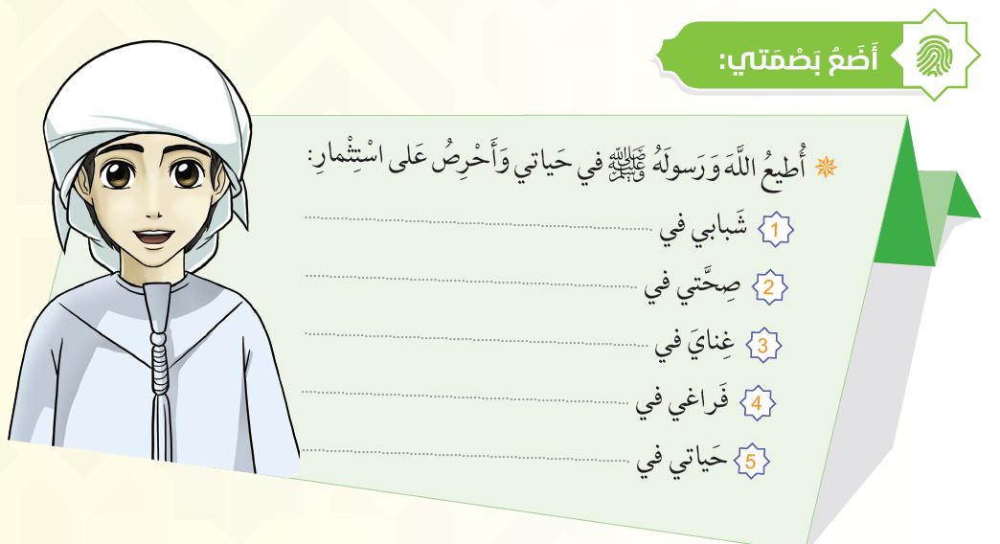 أَضَعُ بَصْمَتي:
أُطيعُ اللَّهَ وَرَسولَهُ ﷺ في حَياتي وَأَحْرِصُ عَلى اسْتِثْمارِ:
1 شَبابي في
2 صِحَّتي في
3 غِنايَ في
4 فَراغي في
5 حَياتي في